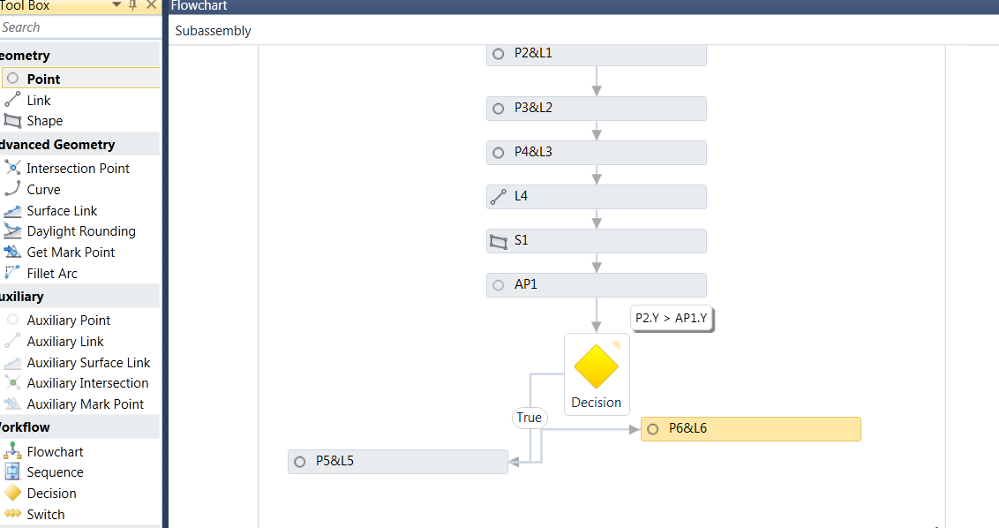 Tool Box
Search
eometry
Point
Link
Shape
dvanced Geometry
Intersection Point
Curve
Surface Link
Daylight Rounding
Get Mark Point
Fillet Arc
uxiliary
Auxiliary Point
Auxiliary Link
Auxiliary Surface Link
Auxiliary Intersection
Auxiliary Mark Point
orkflow
Flowchart
Sequence
Decision
Switch
Flowchart
Subassembly
P2&L1
P3&L2
P4&L3
L4
S1
AP1
P2.Y > AP1.Y
Decision
True
P6&L6
P5&L5